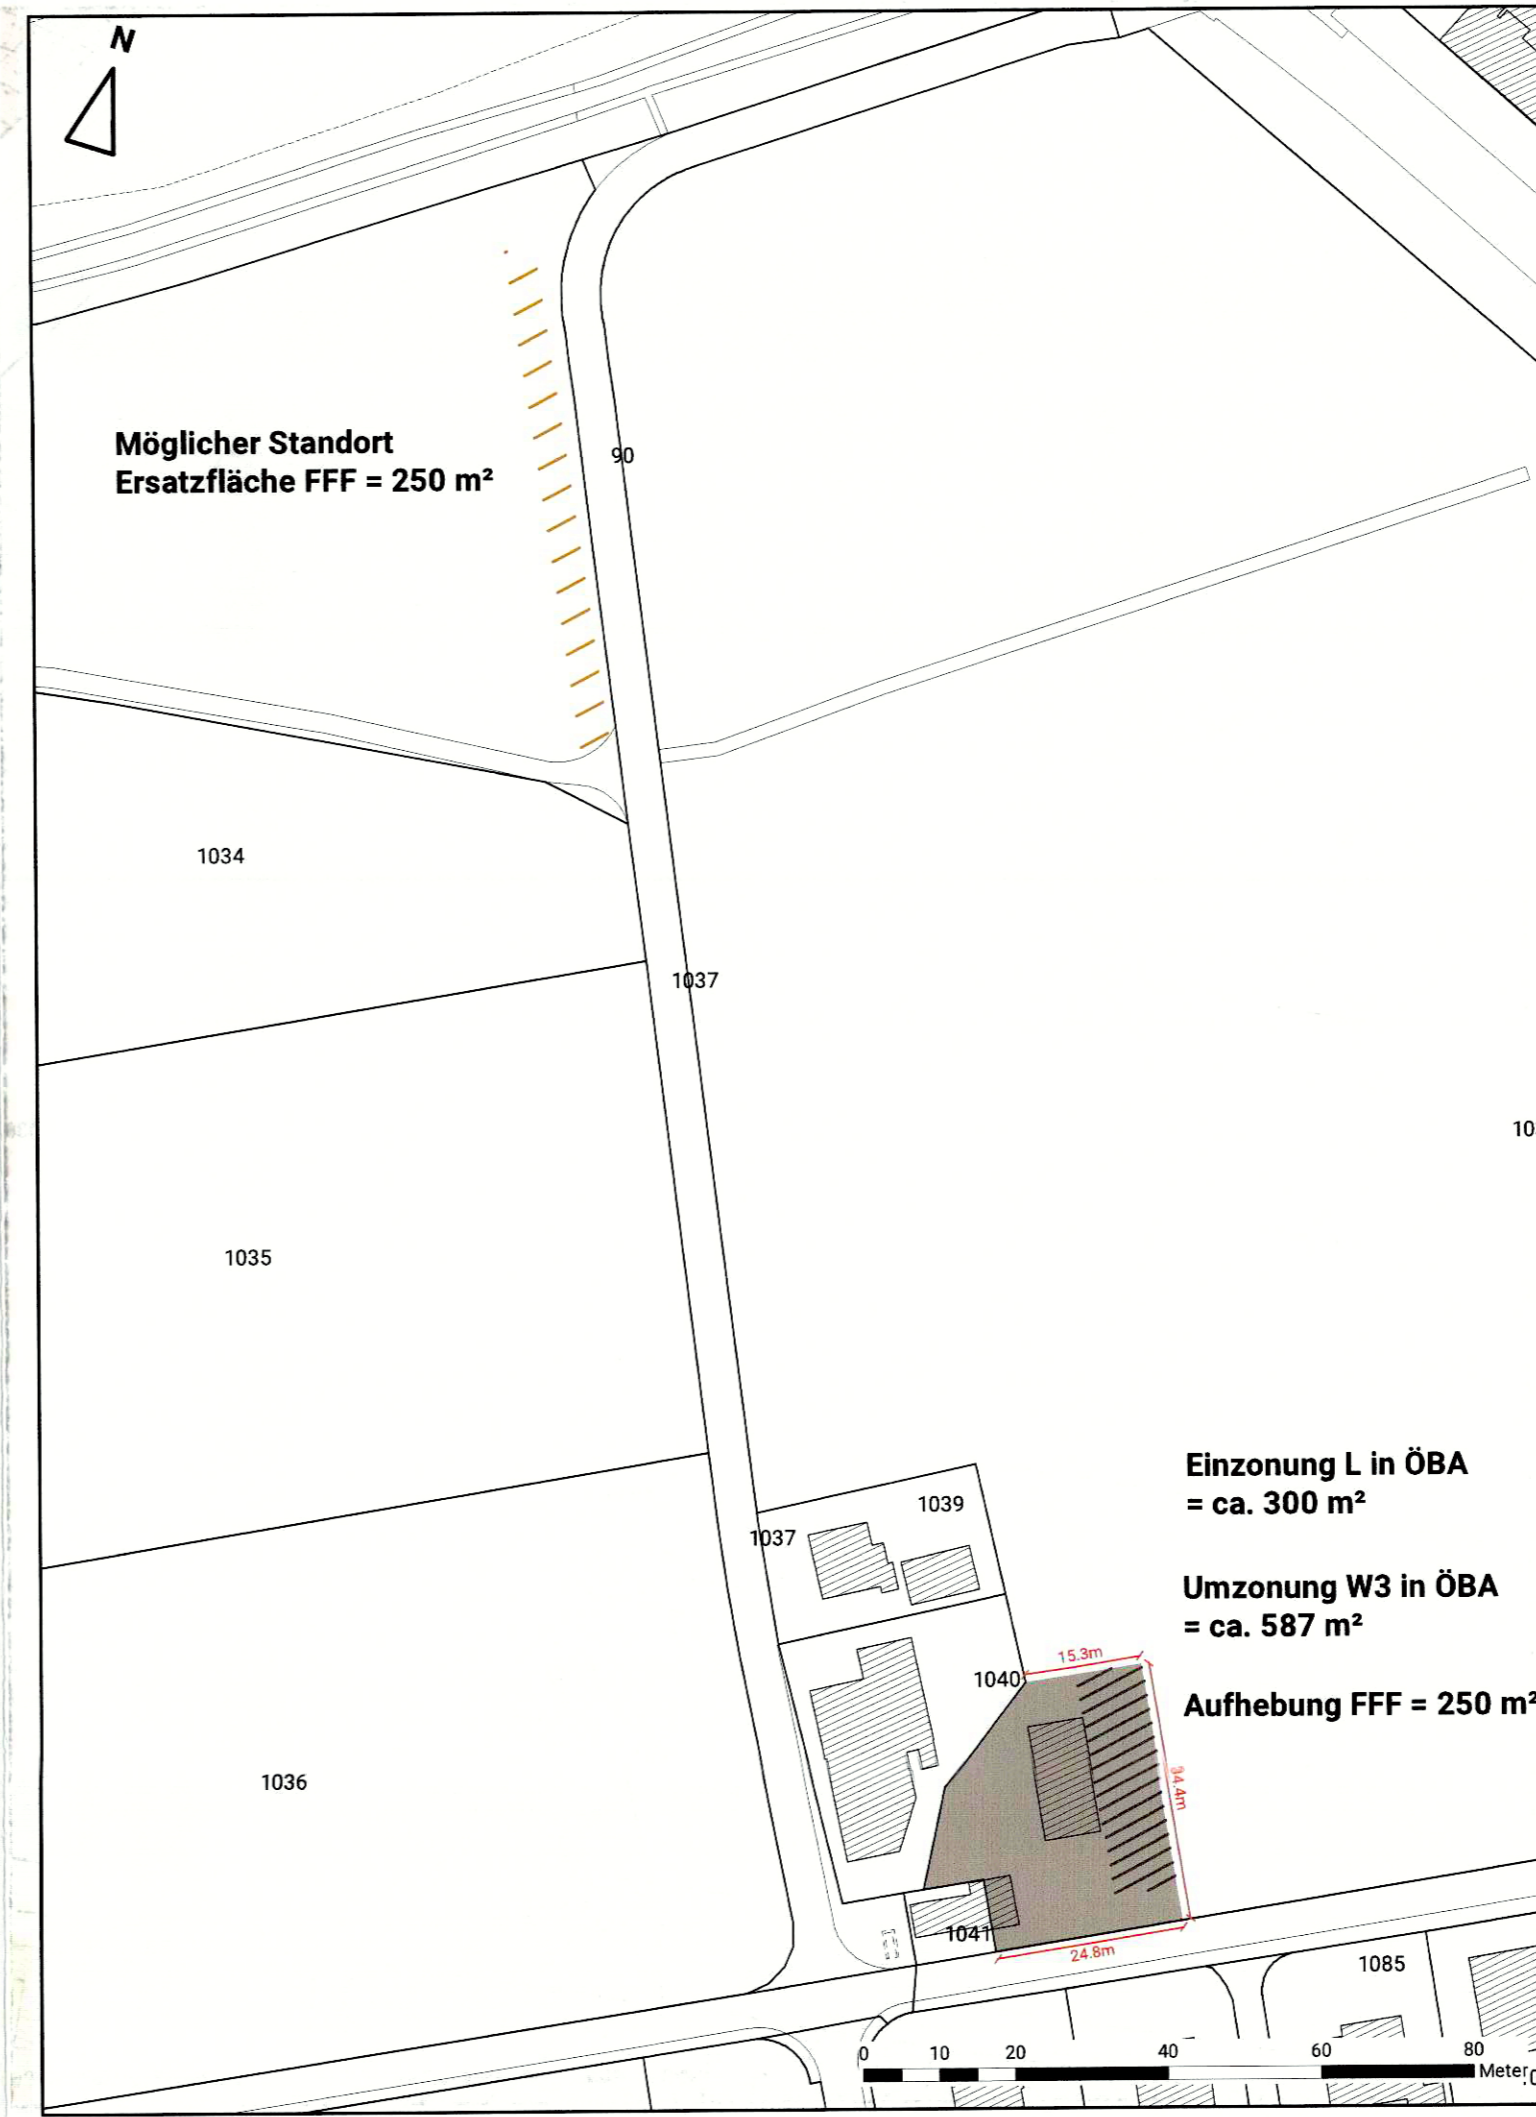 N
Möglicher Standort
Ersatzfläche FFF = 250 m²
90
1034
1037
1035
1039
1037
Einzonung L in ÖBA
= ca. 300 m²
Umzonung W3 in ÖBA
= ca. 587 m²
15.3m
1040
Aufhebung FFF = 250 m²
1036
34.4m
1041
24.8m
1085
0 10 20 40 60 80
Meter